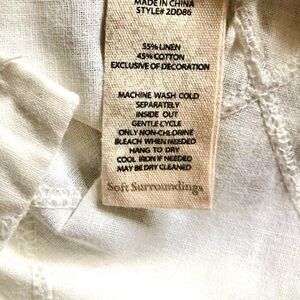 MADE IN CHINA
STYLE# 2DD86
55% LINEN
45% COTTON
EXCLUSIVE OF DECORATION
MACHINE WASH COLD
SEPARATELY
INSIDE OUT
GENTLE CYCLE
ONLY NON-CHLORINE
BLEACH WHEN NEEDED
HANG TO DRY
COOL IRON IF NEEDED
MAY BE DRY CLEANED
Soft Surroundings